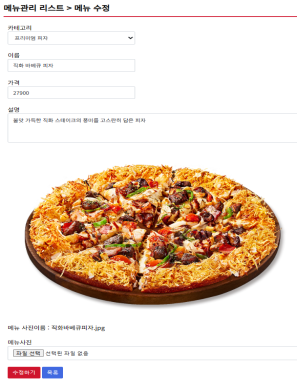 메뉴관리 리스트 > 메뉴 수정
카테고리
프리미엄 피자
이름
직화 바베큐 피자
가격
27900
설명
불맛 가득한 직화 스테이크의 풍미를 고스란히 담은 피자
메뉴 사진이름 : 직화바베큐피자.jpg
메뉴사진
파일 선택 선택한 파일 없음
수정하기 목록